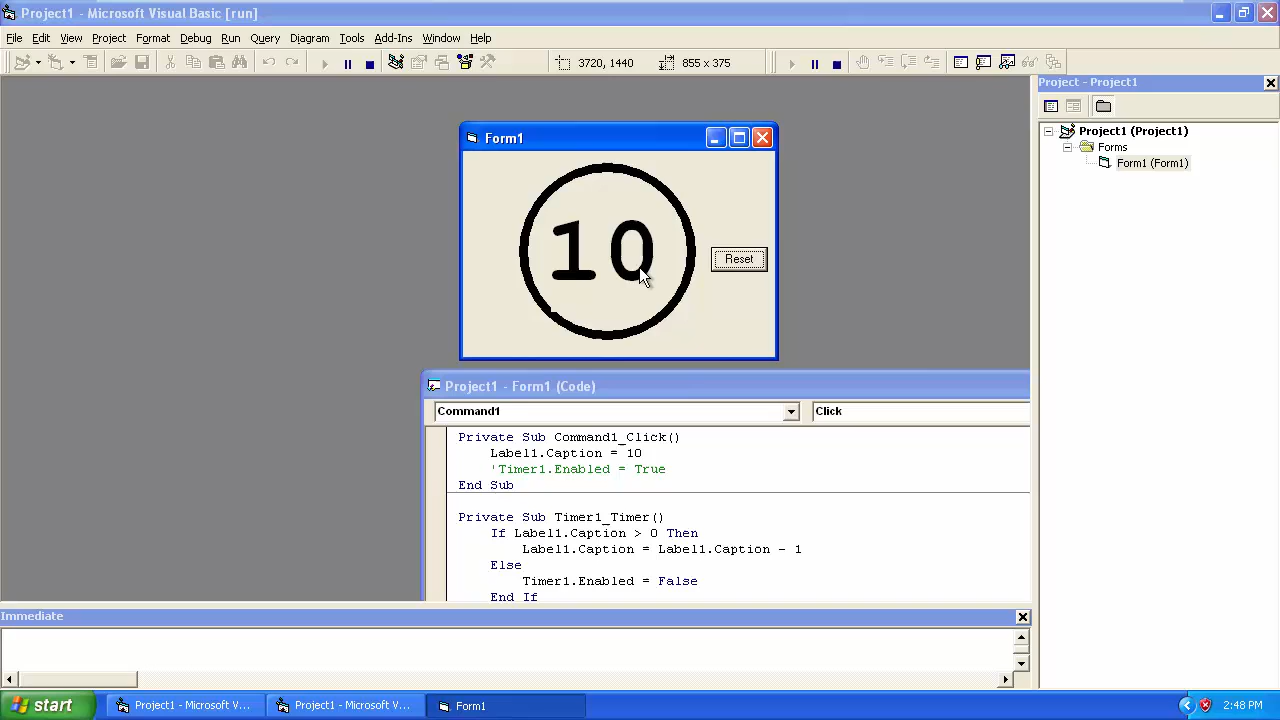 Project1 - Microsoft Visual Basic [run]
File Edit View Project Format Debug Run Query Diagram Tools Add-Ins Window Help
3720, 1440 855 x 375
Project - Project1
Project1 (Project1)
Forms
Form1 (Form1)
Form1
10
Reset
Project1 - Form1 (Code)
Command1 Click
Private Sub Command1_Click()
Label1.Caption = 10
'Timer1.Enabled = True
End Sub
Private Sub Timer1_Timer()
If Label1.Caption > 0 Then
Label1.Caption = Label1.Caption - 1
Else
Timer1.Enabled = False
End If
Immediate
start Project1 - Microsoft V... Project1 - Microsoft V... Form1 2:48 PM